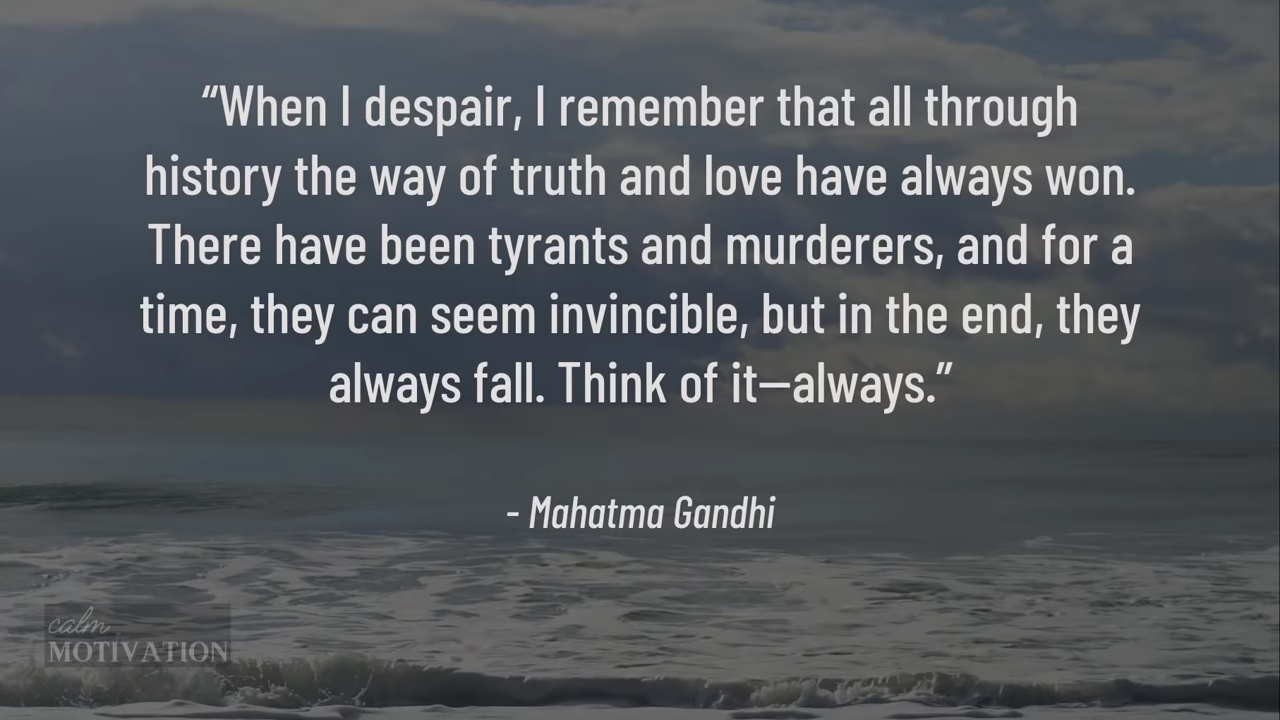 “When I despair, I remember that all through
history the way of truth and love have always won.
There have been tyrants and murderers, and for a
time, they can seem invincible, but in the end, they
always fall. Think of it—always.”
- Mahatma Gandhi
calm
MOTIVATION